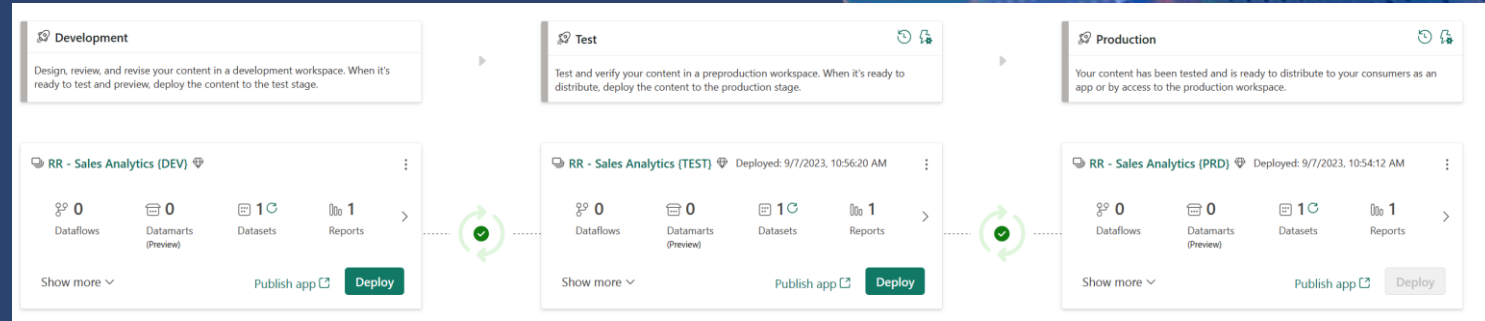 Development
Design, review, and revise your content in a development workspace. When it's
ready to test and preview, deploy the content to the test stage.
Test
Test and verify your content in a preproduction workspace. When it's ready to
distribute, deploy the content to the production stage.
Production
Your content has been tested and is ready to distribute to your consumers as an
app or by access to the production workspace.
RR - Sales Analytics {DEV}
0
Dataflows
0
Datamarts
(Preview)
1
Datasets
1
Reports
Show more
Publish app
Deploy
RR - Sales Analytics {TEST} Deployed: 9/7/2023, 10:56:20 AM
0
Dataflows
0
Datamarts
(Preview)
1
Datasets
1
Reports
Show more
Publish app
Deploy
RR - Sales Analytics {PRD} Deployed: 9/7/2023, 10:54:12 AM
0
Dataflows
0
Datamarts
(Preview)
1
Datasets
1
Reports
Show more
Publish app
Deploy